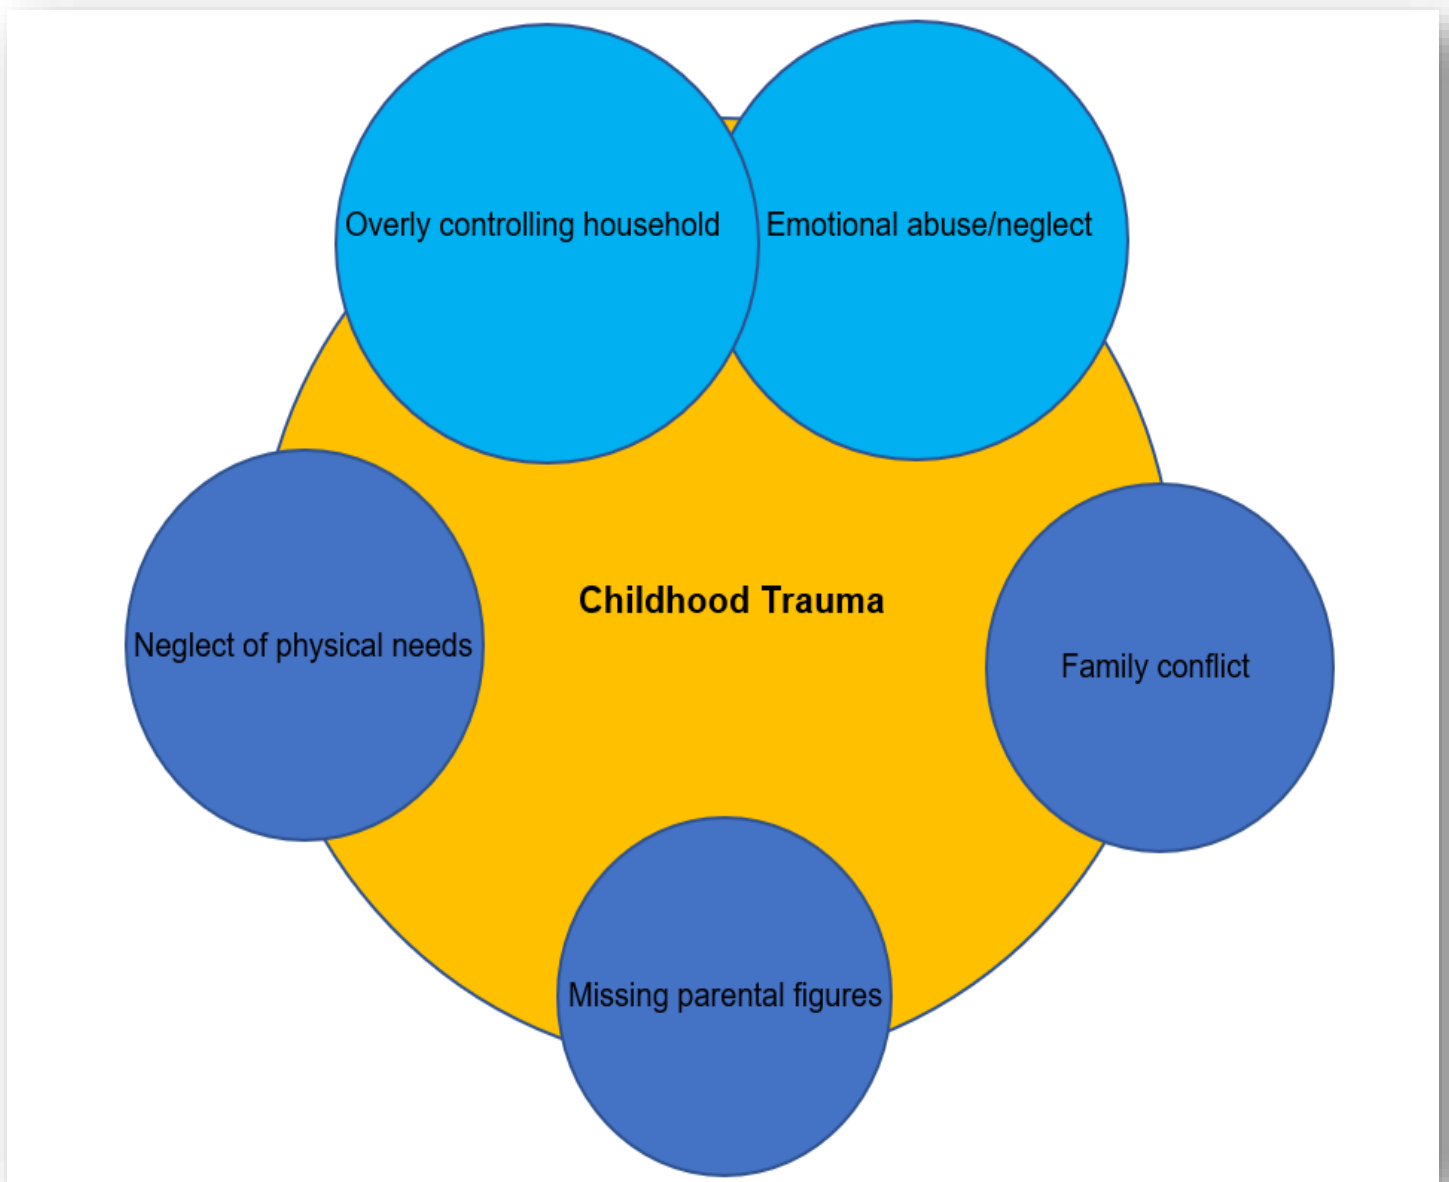 Overly controlling household
Emotional abuse/neglect
Childhood Trauma
Neglect of physical needs
Family conflict
Missing parental figures